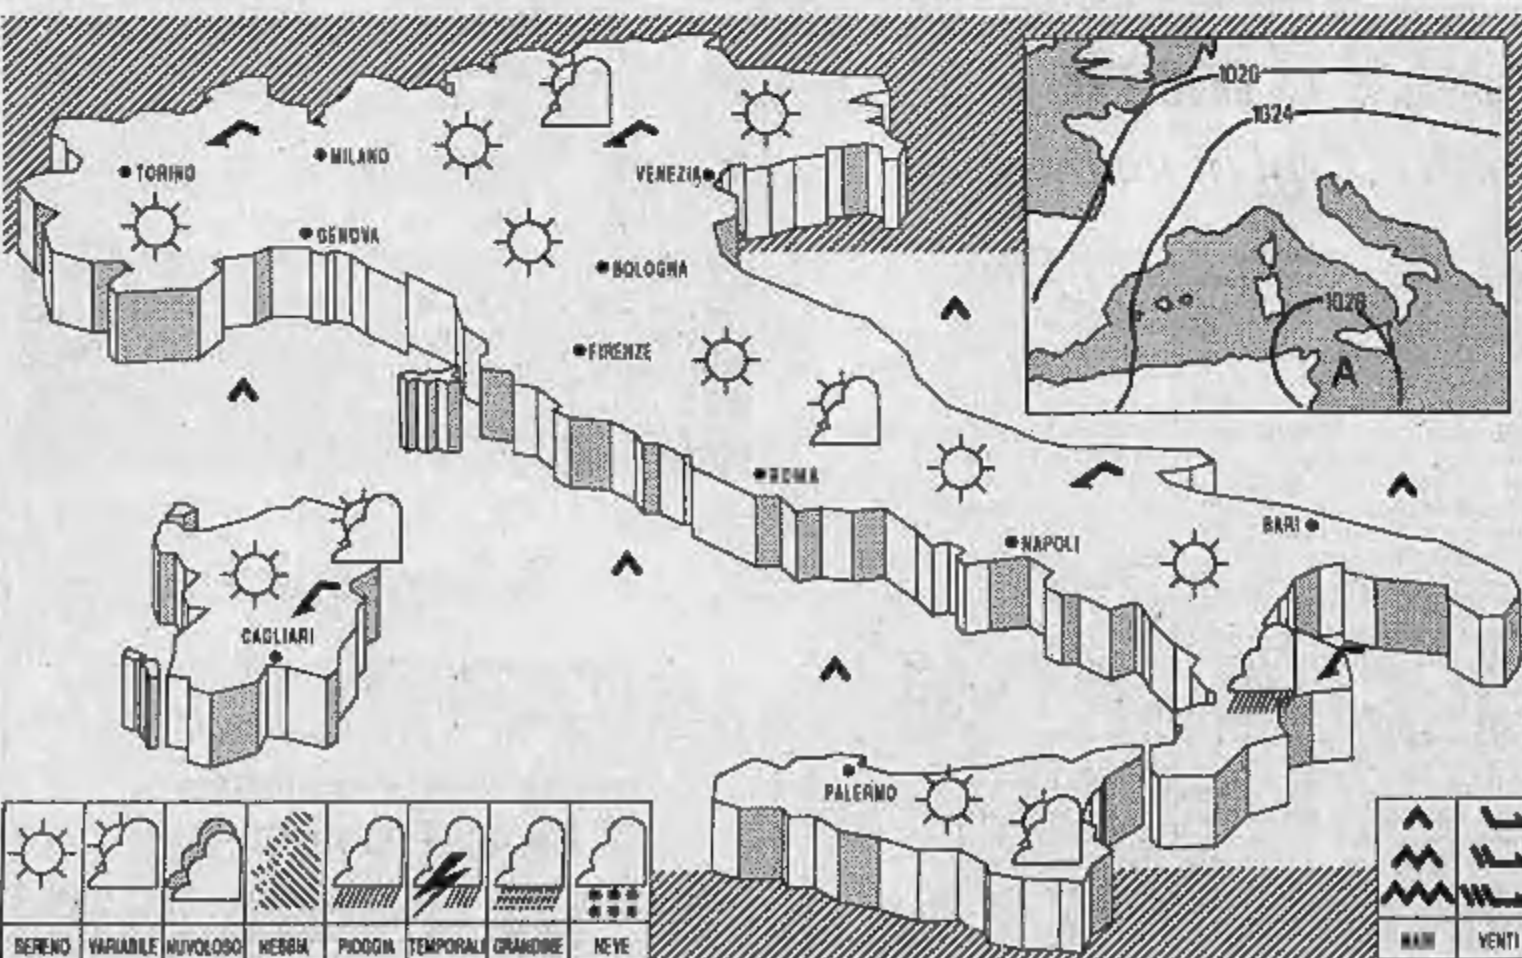 1020
1024
TORINO
MILANO
VENEZIA
GENOVA
BOLOGNA
FIRENZE
1028
A
ROMA
NAPOLI
BARI
CAGLIARI
PALERMO
SERENO VARIABILE NUVOLOSO NEBBIA PIOGGIA TEMPORALI GRANDINE NEVE
MARI VENTI